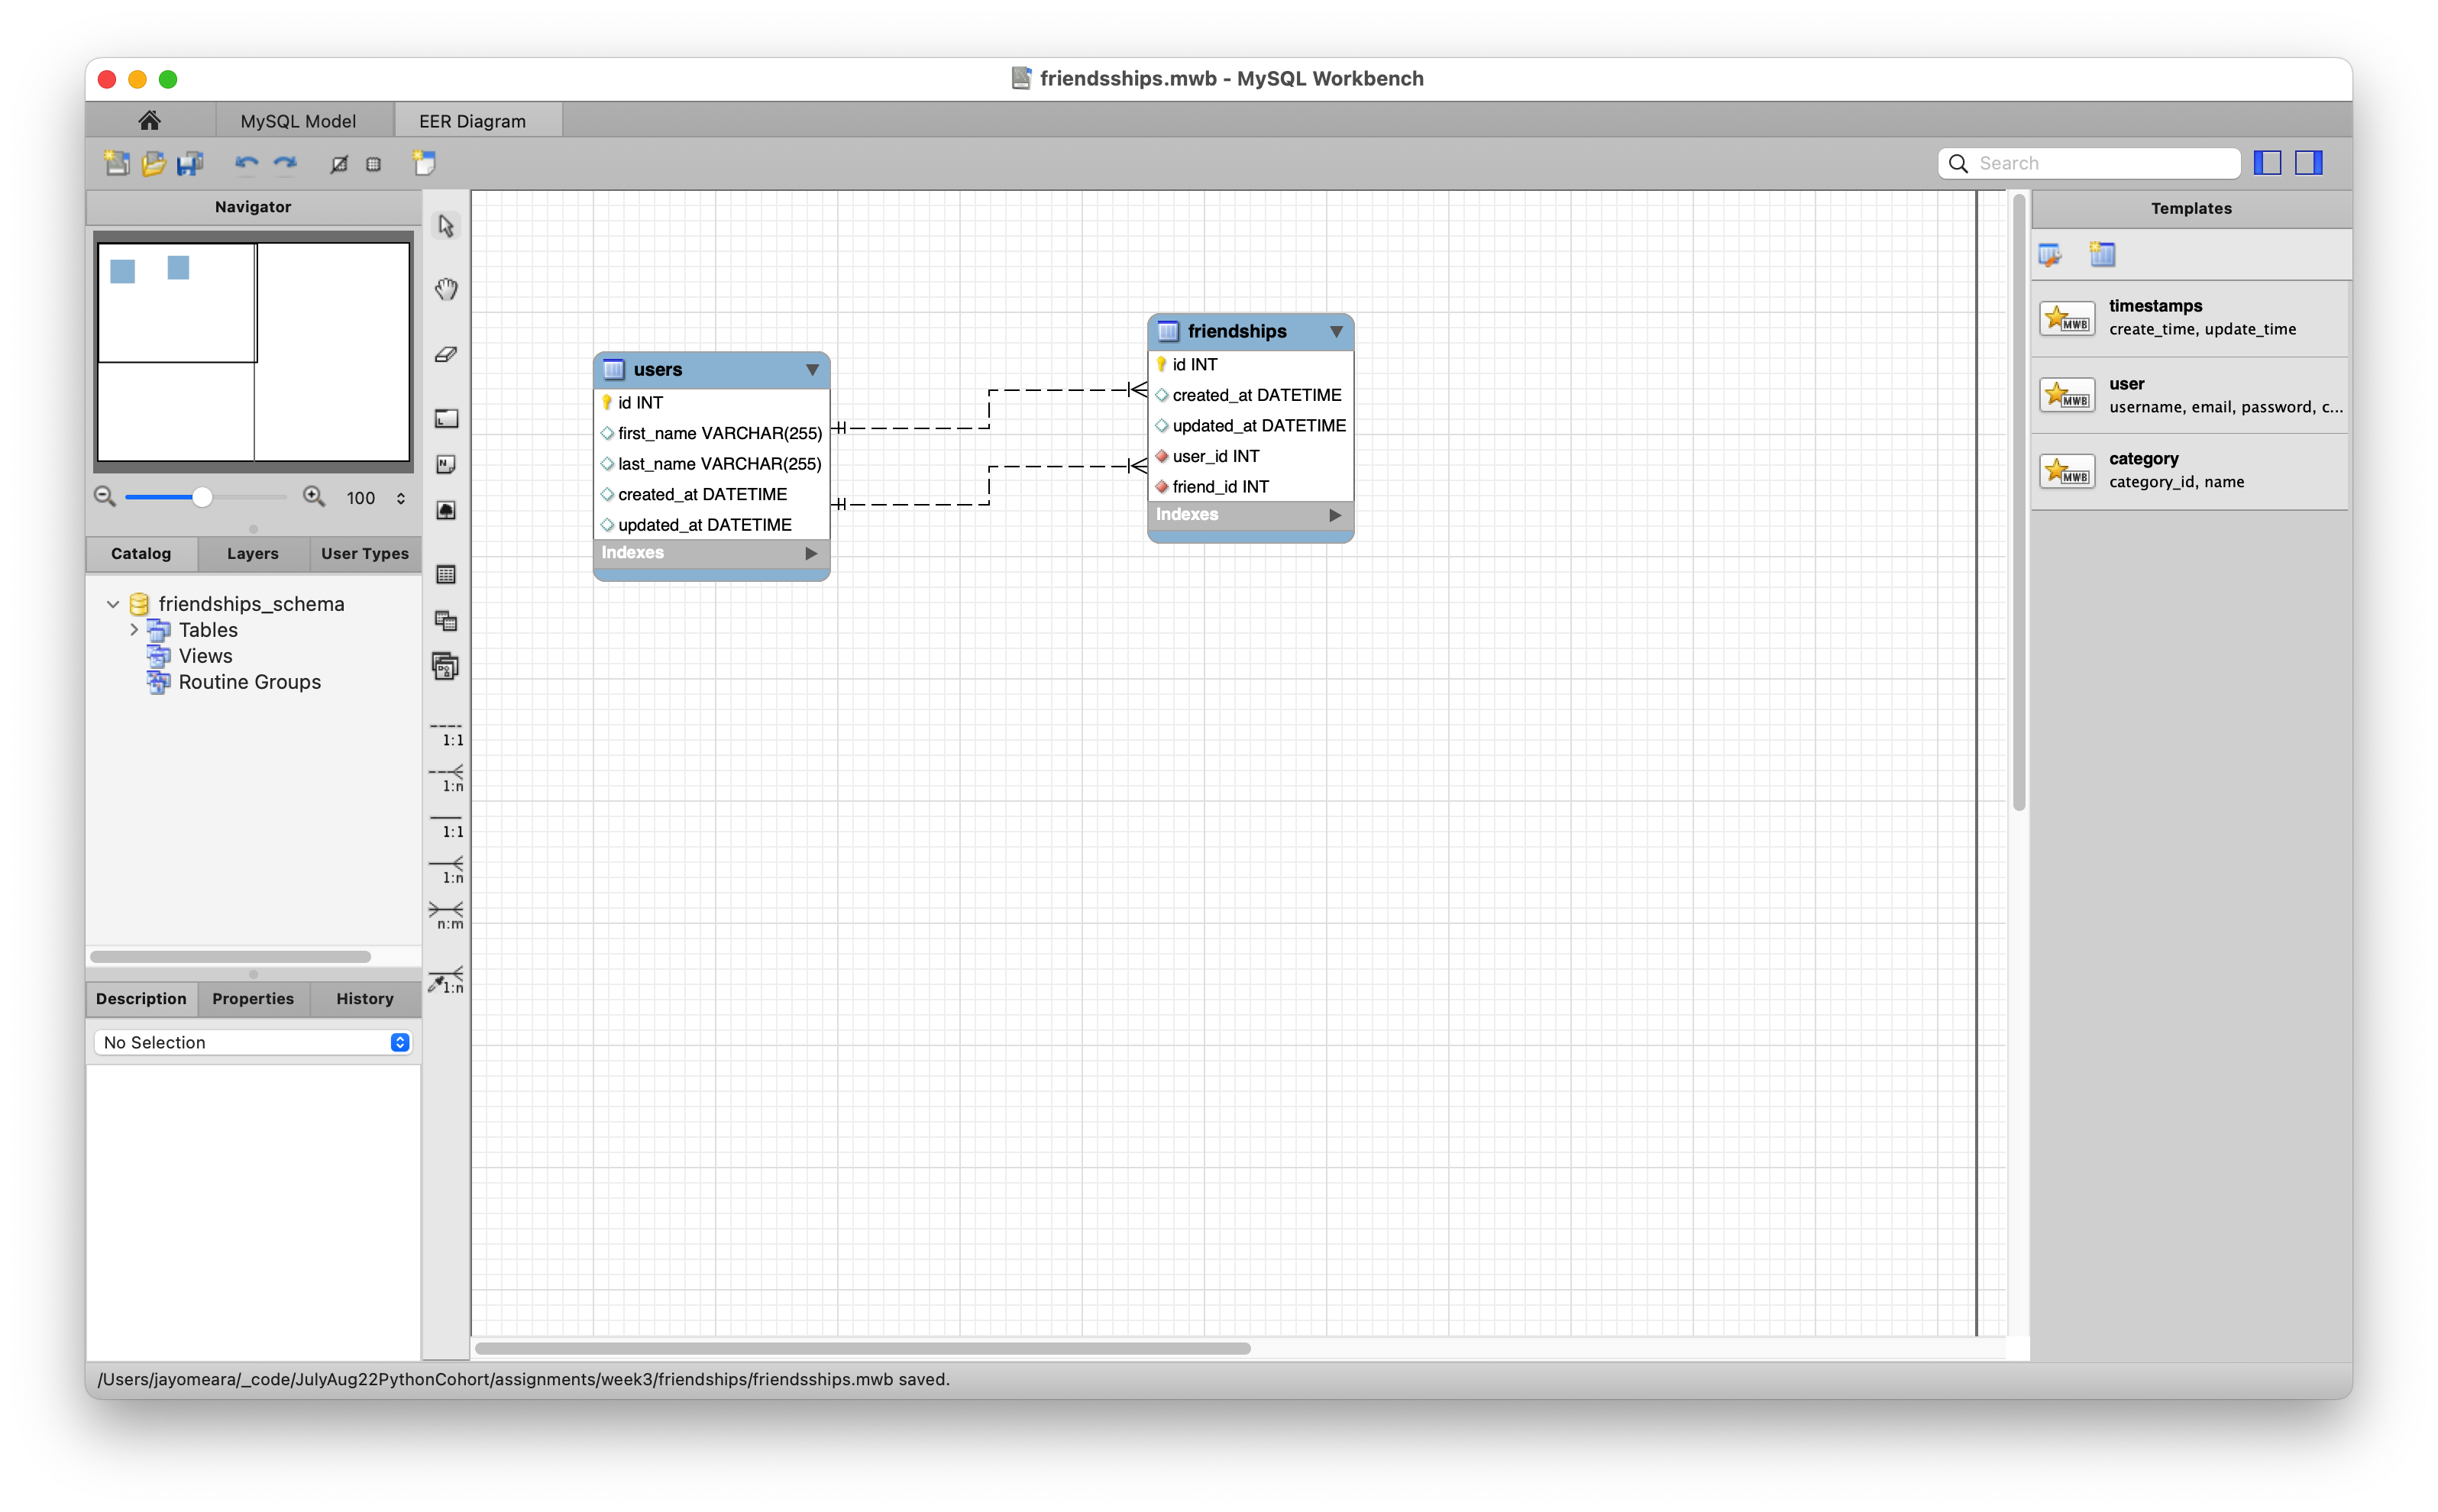 friendsships.mwb - MySQL Workbench
MySQL Model
EER Diagram
Search
Navigator
100
Catalog
Layers
User Types
friendships_schema
Tables
Views
Routine Groups
Description
Properties
History
No Selection
1:1
1:n
1:1
1:n
n:m
1:n
users
id INT
first_name VARCHAR(255)
last_name VARCHAR(255)
created_at DATETIME
updated_at DATETIME
Indexes
friendships
id INT
created_at DATETIME
updated_at DATETIME
user_id INT
friend_id INT
Indexes
Templates
MWB
timestamps
create_time, update_time
MWB
user
username, email, password, c...
MWB
category
category_id, name
/Users/jayomeara/_code/JulyAug22PythonCohort/assignments/week3/friendships/friendsships.mwb saved.